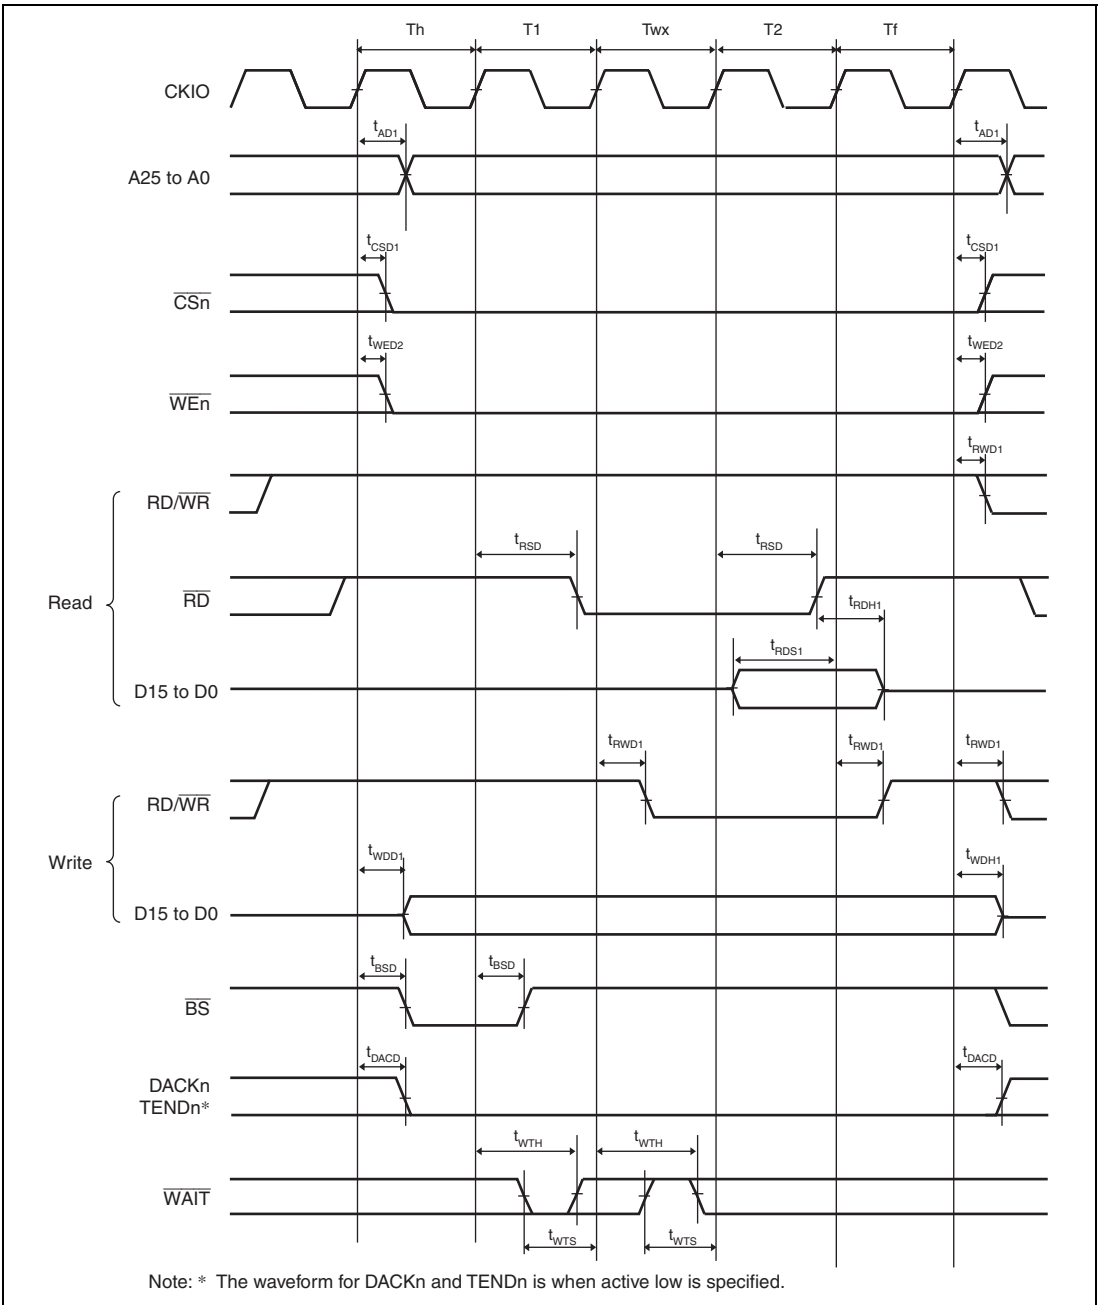 Th T1 Twx T2 Tf
CKIO
tAD1 tAD1
A25 to A0
tCSD1 tCSD1
CSn
tWED2 tWED2
WEn
tRWD1
RD/WR
tRSD tRSD
Read
RD
tRDH1
tRDS1
D15 to D0
tRWD1 tRWD1 tRWD1
RD/WR
Write
tWDD1 tWDH1
D15 to D0
tBSD tBSD
BS
tDACD tDACD
DACKn
TENDn*
tWTH tWTH
WAIT
tWTS tWTS
Note: * The waveform for DACKn and TENDn is when active low is specified.